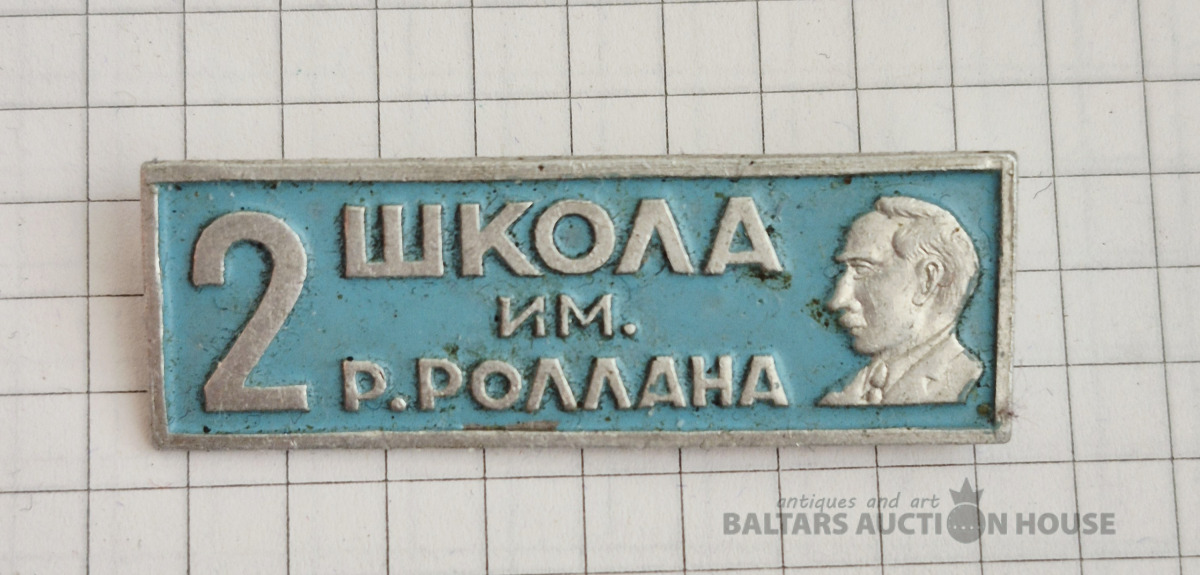 2 ШКОЛА
ИМ.
Р.РОЛЛАНА
antiques and art
BALTARS AUCTION HOUSE